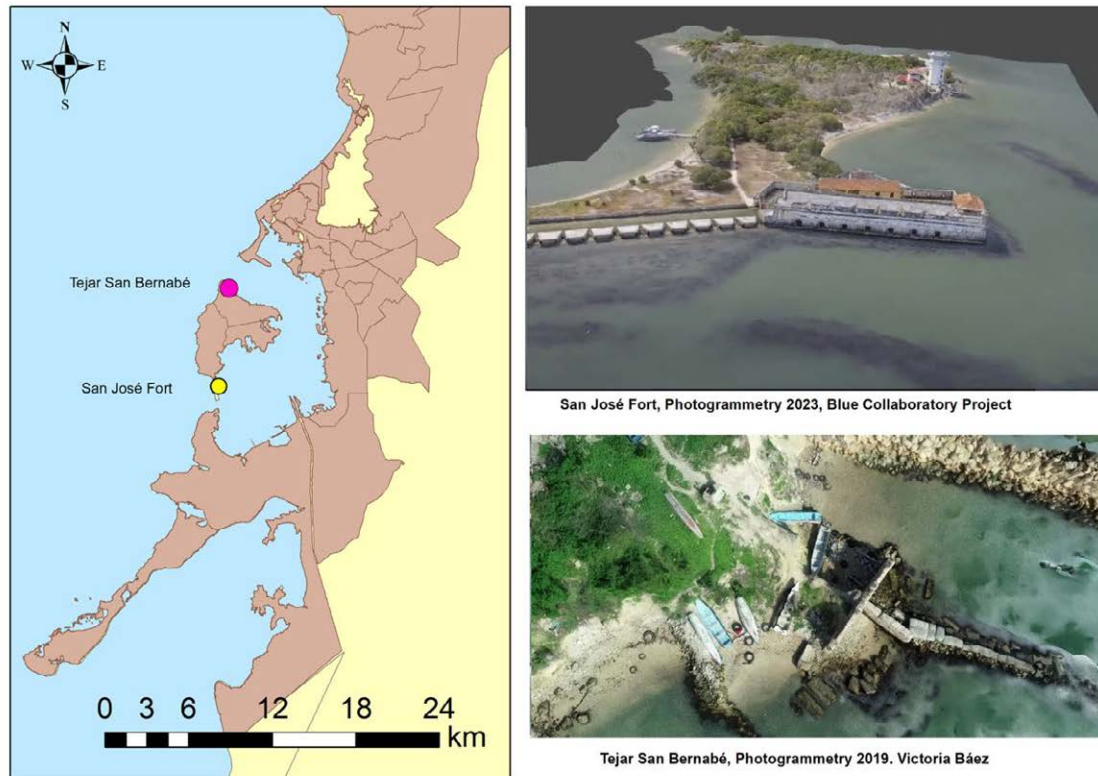 N
W E
S
Tejar San Bernabé
San José Fort
0 3 6 12 18 24
km
San José Fort, Photogrammetry 2023, Blue Collaboratory Project
Tejar San Bernabé, Photogrammetry 2019. Victoria Báez